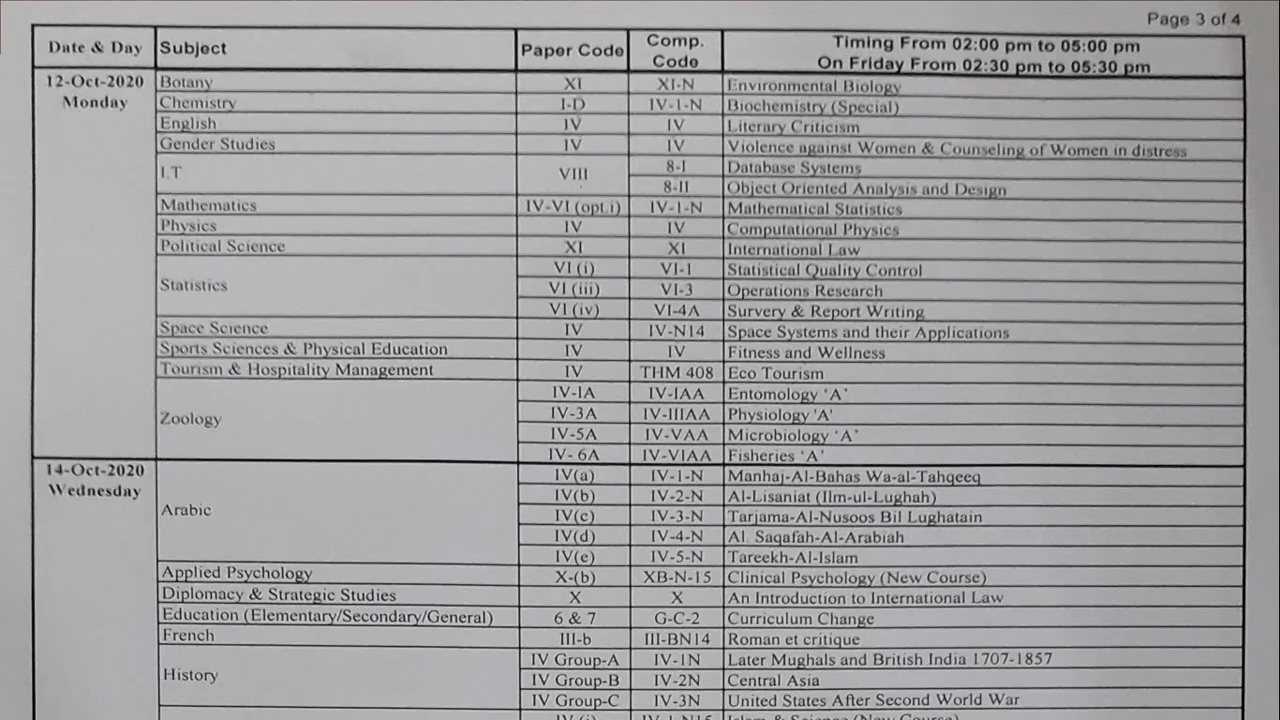 Page 3 of 4
Date & Day Subject Paper Code Comp. Code Timing From 02:00 pm to 05:00 pm
On Friday From 02:30 pm to 05:30 pm
12-Oct-2020 Monday Botany XI XI-N Environmental Biology
Chemistry I-D IV-1-N Biochemistry (Special)
English IV IV Literary Criticism
Gender Studies IV IV Violence against Women & Counseling of Women in distress
I.T VIII 8-I Database Systems
8-II Object Oriented Analysis and Design
Mathematics IV-VI (opt.i) IV-1-N Mathematical Statistics
Physics IV IV Computational Physics
Political Science XI XI International Law
Statistics VI (i) VI-1 Statistical Quality Control
VI (iii) VI-3 Operations Research
VI (iv) VI-4A Survery & Report Writing
Space Science IV IV-N14 Space Systems and their Applications
Sports Sciences & Physical Education IV IV Fitness and Wellness
Tourism & Hospitality Management IV THM 408 Eco Tourism
Zoology IV-IA IV-IAA Entomology 'A'
IV-3A IV-IIIAA Physiology 'A'
IV-5A IV-VAA Microbiology 'A'
IV- 6A IV-VIAA Fisheries 'A'
14-Oct-2020 Wednesday Arabic IV(a) IV-1-N Manhaj-Al-Bahas Wa-al-Tahqeeq
IV(b) IV-2-N Al-Lisaniat (Ilm-ul-Lughah)
IV(c) IV-3-N Tarjama-Al-Nusoos Bil Lughatain
IV(d) IV-4-N Al. Saqafah-Al-Arabiah
IV(e) IV-5-N Tareekh-Al-Islam
Applied Psychology X-(b) XB-N-15 Clinical Psychology (New Course)
Diplomacy & Strategic Studies X X An Introduction to International Law
Education (Elementary/Secondary/General) 6 & 7 G-C-2 Curriculum Change
French III-b III-BN14 Roman et critique
History IV Group-A IV-1N Later Mughals and British India 1707-1857
IV Group-B IV-2N Central Asia
IV Group-C IV-3N United States After Second World War
IV (i) IV-1-N15 Islam & Science (New Course)